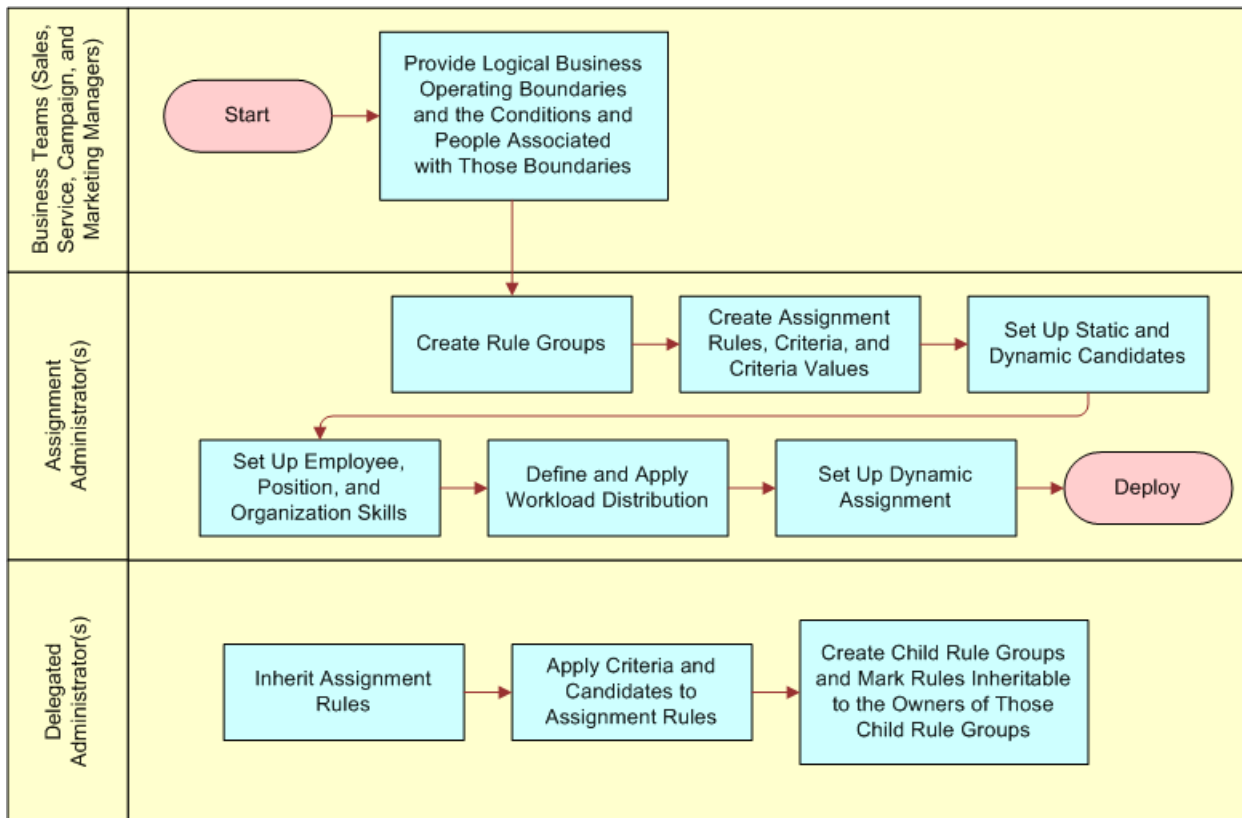 Business Teams (Sales,
Service, Campaign, and
Marketing Managers)
Start
Provide Logical Business
Operating Boundaries
and the Conditions and
People Associated
with Those Boundaries
Assignment
Administrator(s)
Create Rule Groups
Create Assignment
Rules, Criteria, and
Criteria Values
Set Up Static and
Dynamic Candidates
Set Up Employee,
Position, and
Organization Skills
Define and Apply
Workload Distribution
Set Up Dynamic
Assignment
Deploy
Delegated
Administrator(s)
Inherit Assignment
Rules
Apply Criteria and
Candidates to
Assignment Rules
Create Child Rule Groups
and Mark Rules Inheritable
to the Owners of Those
Child Rule Groups